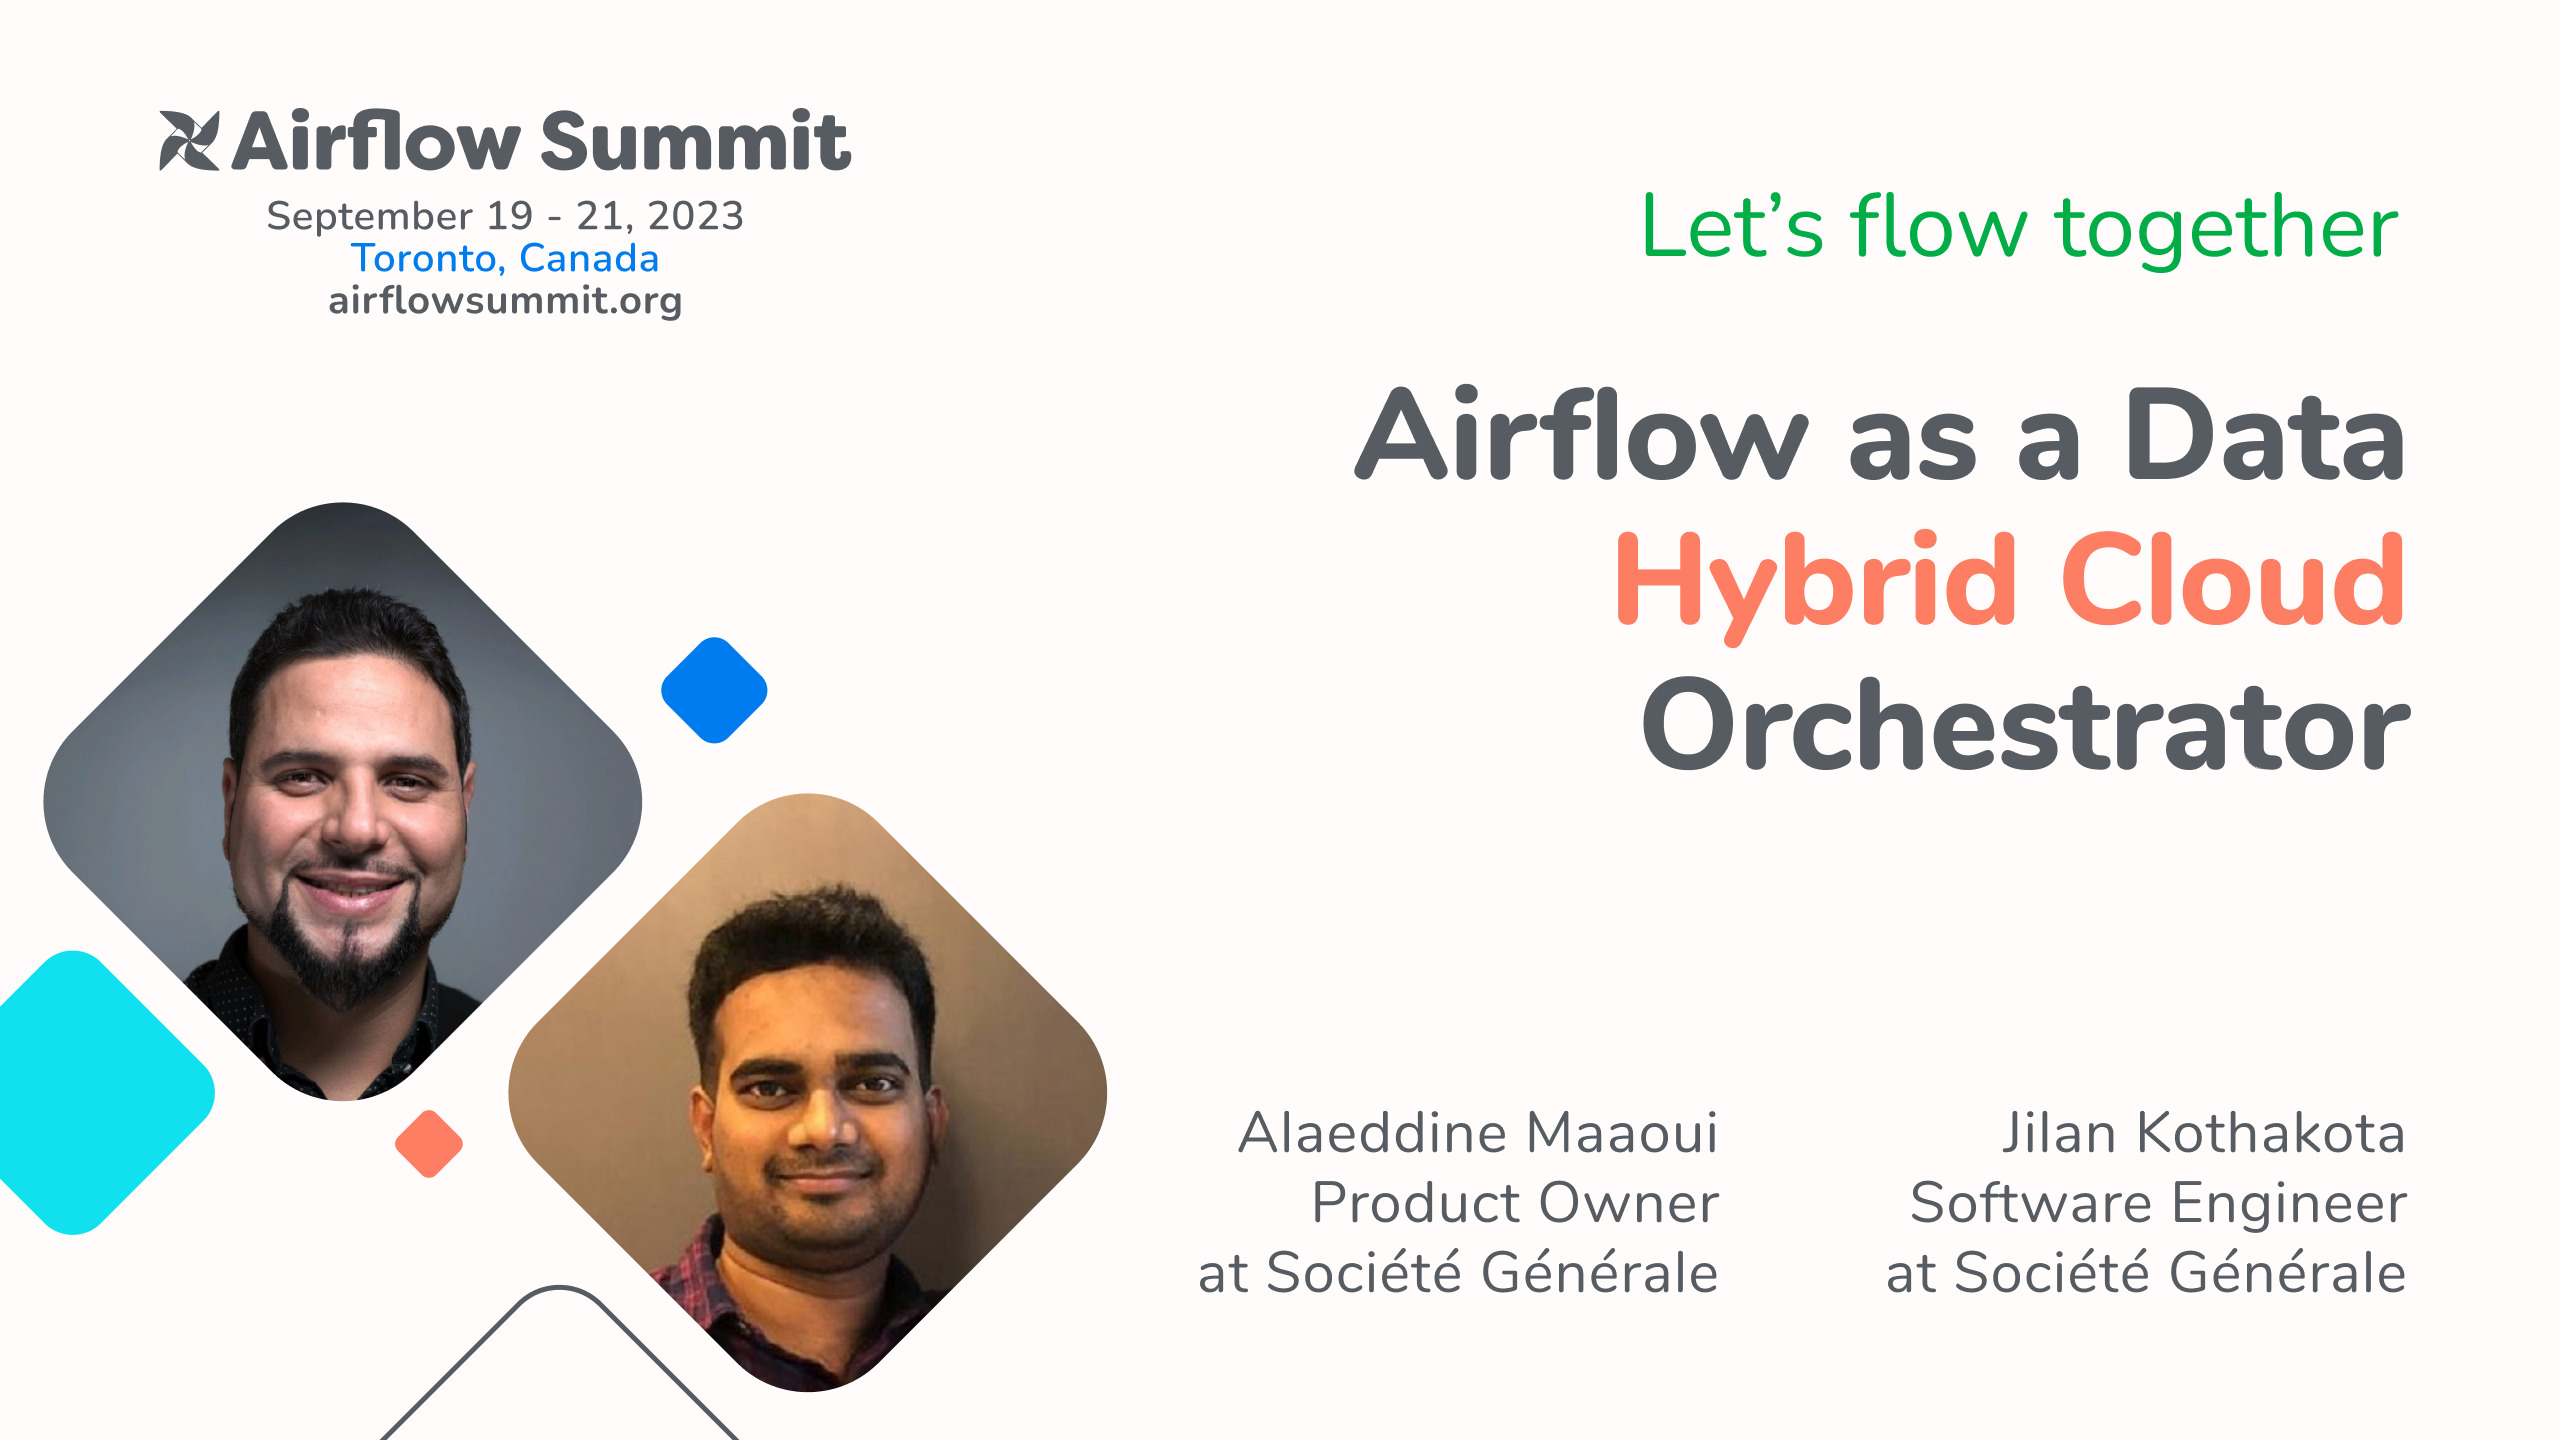 Airflow Summit
September 19 - 21, 2023
Toronto, Canada
airflowsummit.org
Let’s flow together
Airflow as a Data
Hybrid Cloud
Orchestrator
Alaeddine Maaoui
Product Owner
at Société Générale
Jilan Kothakota
Software Engineer
at Société Générale